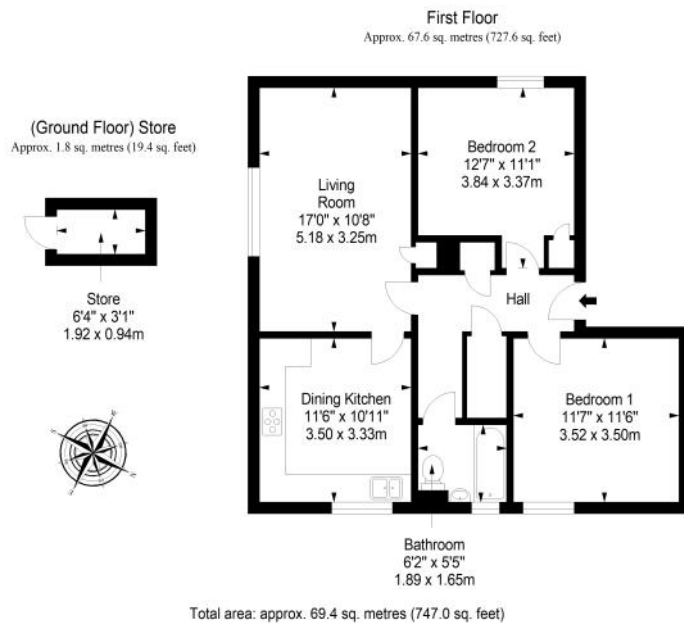 First Floor
Approx. 67.6 sq. metres (727.6 sq. feet)
(Ground Floor) Store
Approx. 1.8 sq. metres (19.4 sq. feet)
Store
6'4" x 3'1"
1.92 x 0.94m
Living
Room
17'0" x 10'8"
5.18 x 3.25m
Bedroom 2
12'7" x 11'1"
3.84 x 3.37m
Hall
Dining Kitchen
11'6" x 10'11"
3.50 x 3.33m
Bedroom 1
11'7" x 11'6"
3.52 x 3.50m
Bathroom
6'2" x 5'5"
1.89 x 1.65m
Total area: approx. 69.4 sq. metres (747.0 sq. feet)